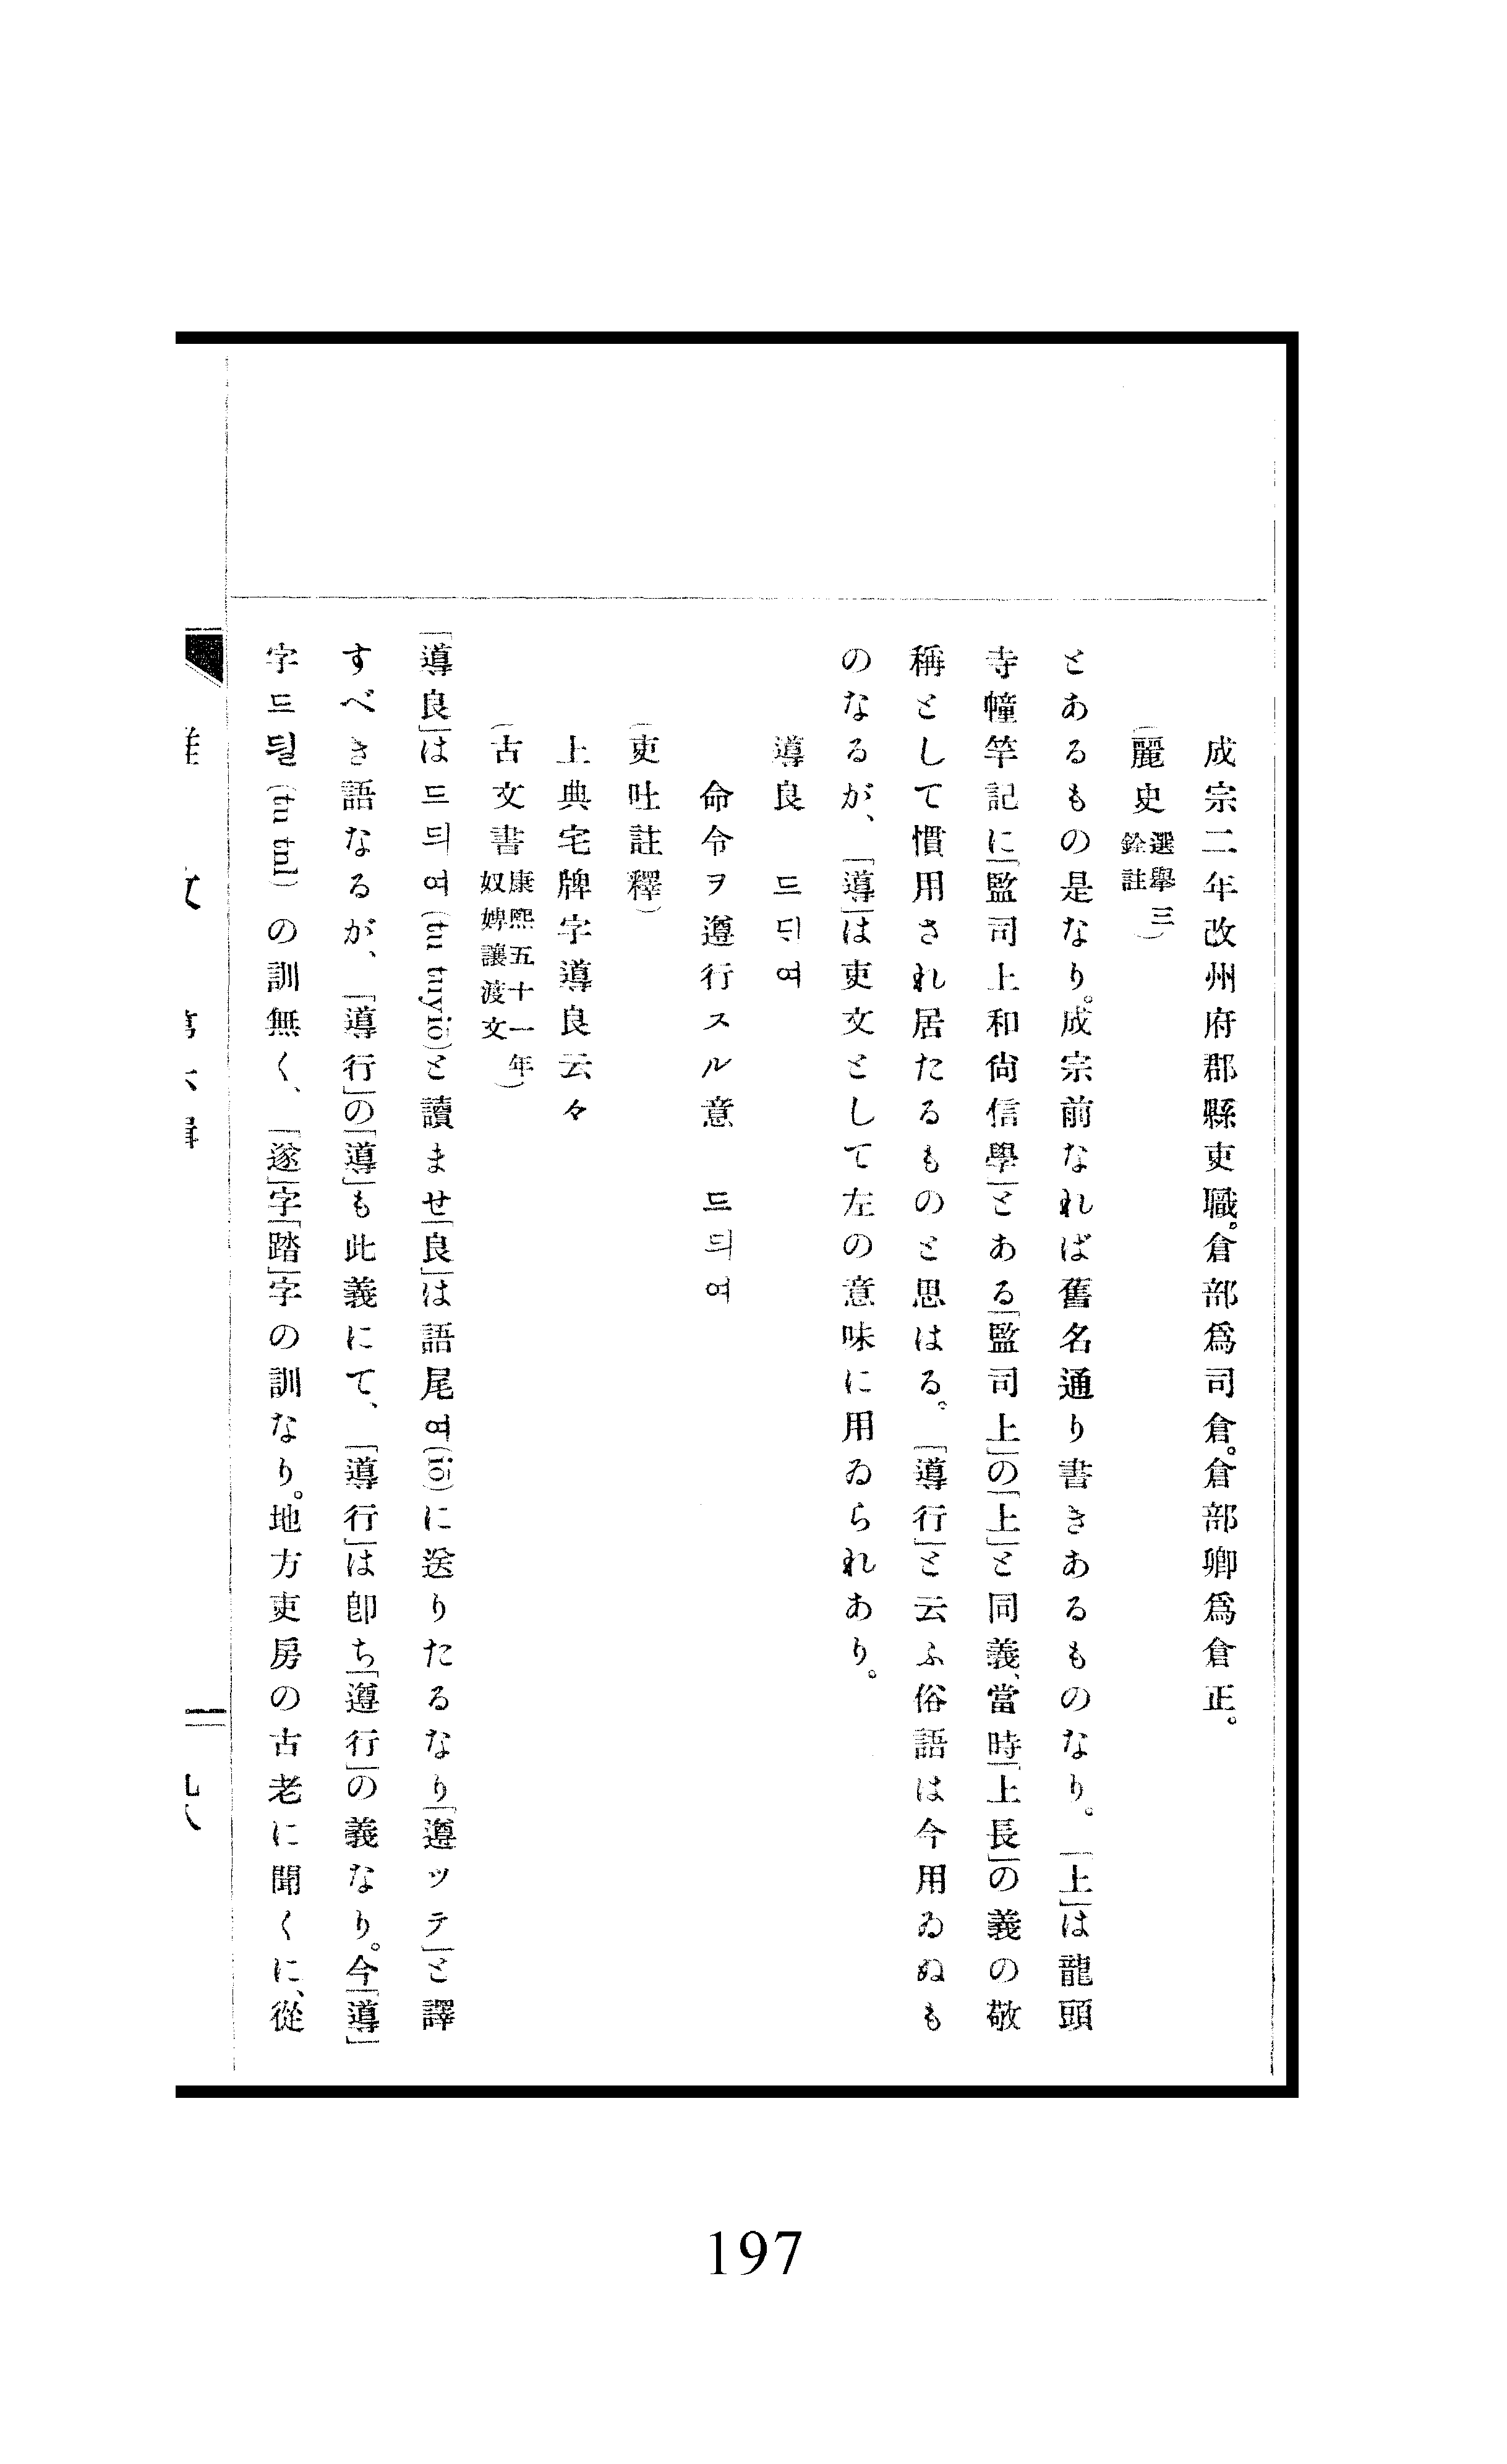 成宗二年改州府郡縣吏職。倉部爲司倉。倉部卿爲倉正。
(麗史 選擧三 銓註)
とあるもの是なり。成宗前なれば舊名通り書きあるものなり。「上」は龍頭
寺幢竿記に「監司上和尙信學」とある「監司上」の「上」と同義、當時「上長」の義の敬
稱として慣用され居たるものと思はる。「導行」と云ふ俗語は今用ゐぬも
のなるが、「導」は吏文として左の意味に用ゐられあり。
導良 드듸여
命令ヲ遵行スル意 드듸여
(吏吐註釋)
上典宅牌字導良云々
(古文書 康熙五十一年 奴婢讓渡文)
「導良」は드듸여(tu tuyiö)と讀ませ「良」は語尾여(iö)に送りたるなり「遵ッテ」と譯
すべき語なるが、「導行」の「導」も此義にて、「導行」は卽ち「遵行」の義なり。今「導」
字드듸(tu tul)の訓無く、「遂」字「踏」字の訓なり。地方吏房の古老に聞くに、從
197